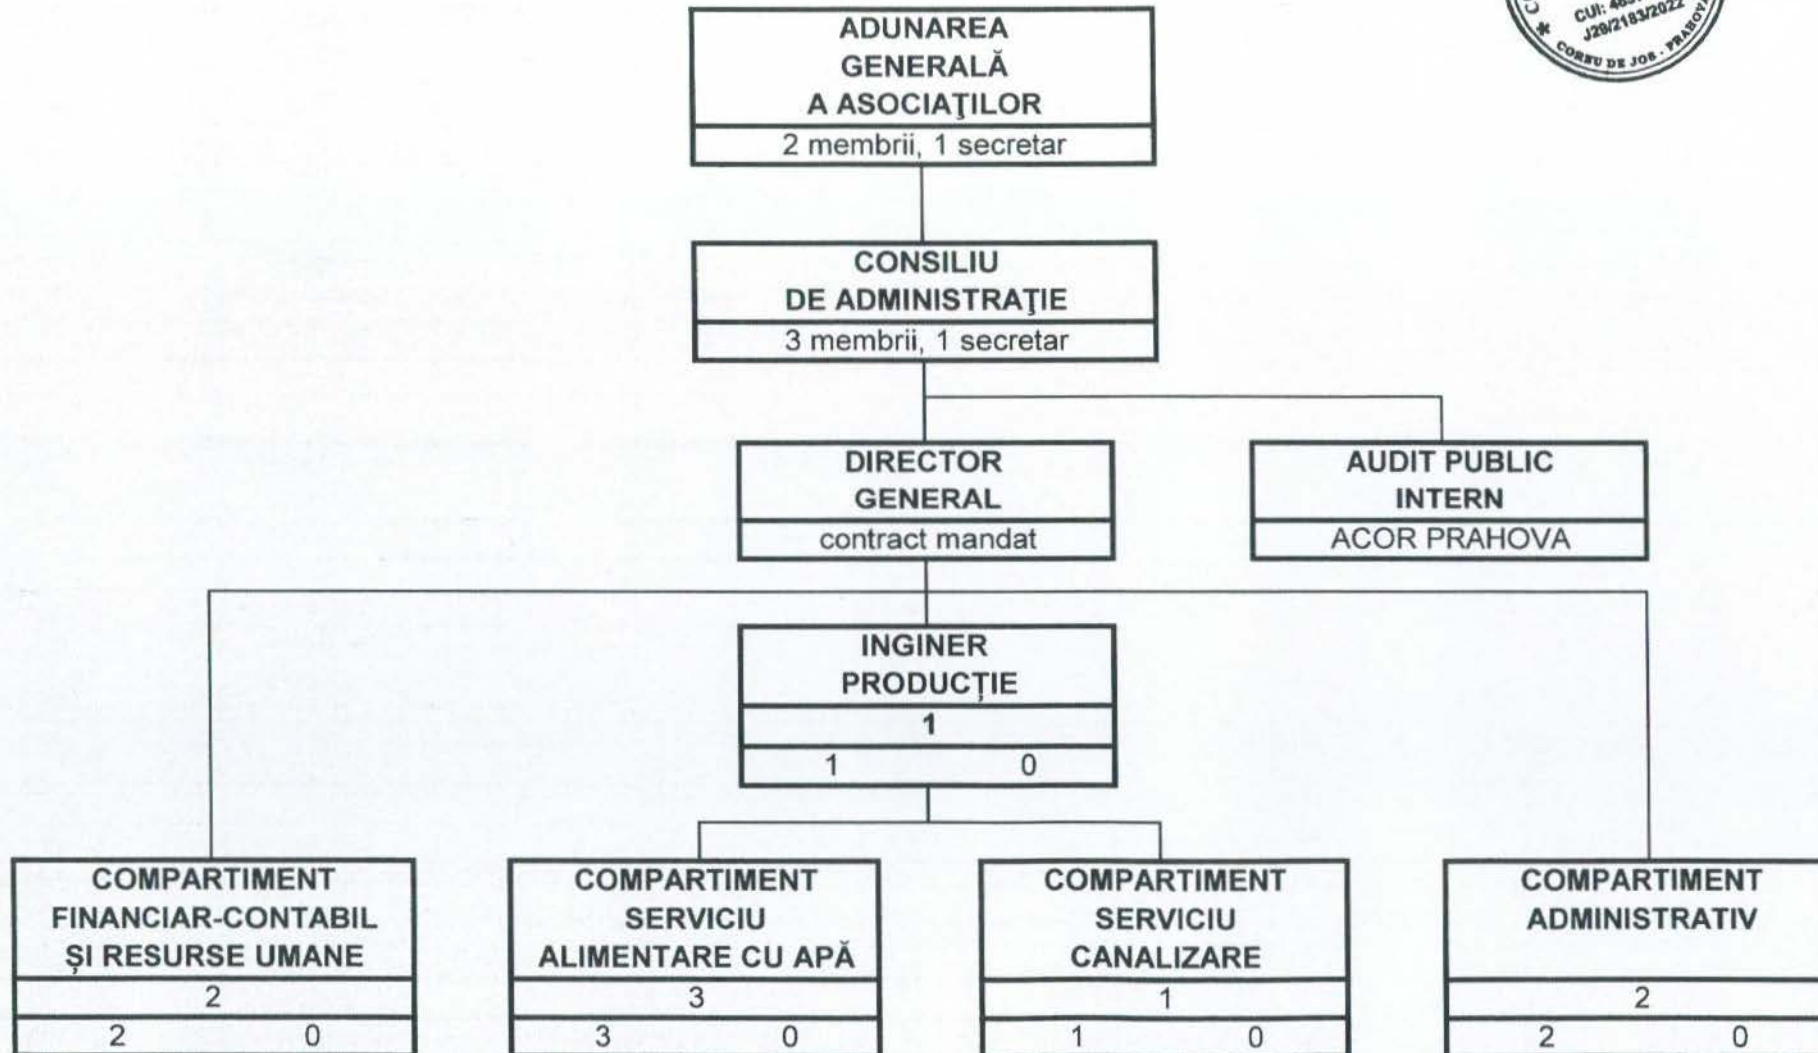 CUI:
J29/2183/2022
CORNU DE JOS - PRAHOVA
ADUNAREA
GENERALĂ
A ASOCIAŢILOR
2 membrii, 1 secretar
CONSILIU
DE ADMINISTRAŢIE
3 membrii, 1 secretar
DIRECTOR
GENERAL
contract mandat
AUDIT PUBLIC
INTERN
ACOR PRAHOVA
INGINER
PRODUCȚIE
1
1 0
COMPARTIMENT
FINANCIAR-CONTABIL
ŞI RESURSE UMANE
2
2 0
COMPARTIMENT
SERVICIU
ALIMENTARE CU APĂ
3
3 0
COMPARTIMENT
SERVICIU
CANALIZARE
1
1 0
COMPARTIMENT
ADMINISTRATIV
2
2 0